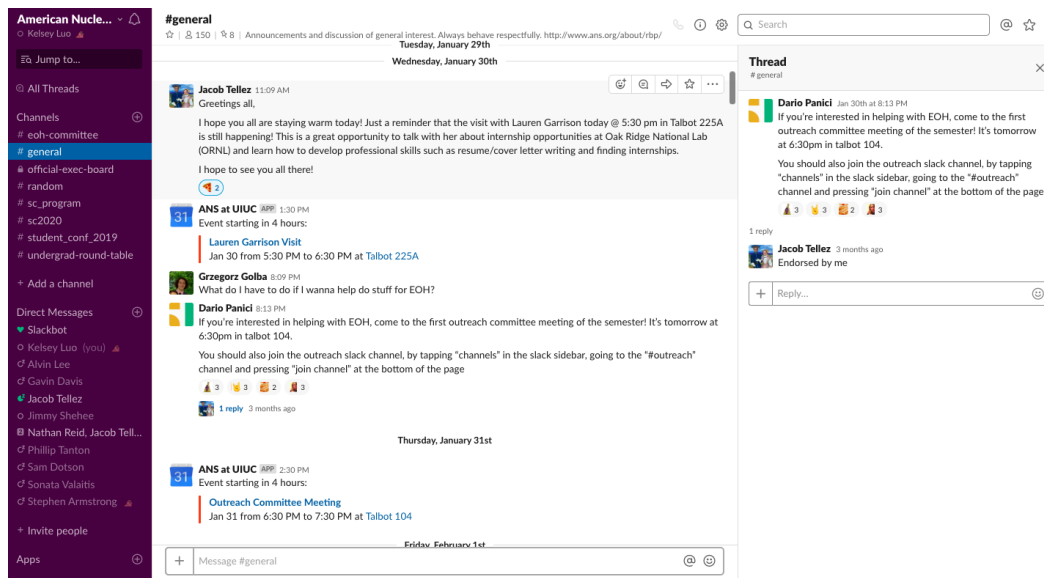 American Nucle...
Kelsey Luo
Jump to...
All Threads
Channels
# eoh-committee
# general
official-exec-board
# random
# sc_program
# sc2020
# student_conf_2019
# undergrad-round-table
+ Add a channel
Direct Messages
Slackbot
Kelsey Luo (you)
Alvin Lee
Gavin Davis
Jacob Tellez
Jimmy Shehee
2 Nathan Reid, Jacob Tell...
Phillip Tanton
Sam Dotson
Sonata Valaitis
Stephen Armstrong
+ Invite people
Apps
#general
150 | 8 | Announcements and discussion of general interest. Always behave respectfully. http://www.ans.org/about/rbp/
Search
Tuesday, January 29th
Wednesday, January 30th
Jacob Tellez 11:09 AM
Greetings all,
I hope you all are staying warm today! Just a reminder that the visit with Lauren Garrison today @ 5:30 pm in Talbot 225A
is still happening! This is a great opportunity to talk with her about internship opportunities at Oak Ridge National Lab
(ORNL) and learn how to develop professional skills such as resume/cover letter writing and finding internships.
I hope to see you all there!
2
31
ANS at UIUC APP 1:30 PM
Event starting in 4 hours:
Lauren Garrison Visit
Jan 30 from 5:30 PM to 6:30 PM at Talbot 225A
Grzegorz Golba 8:09 PM
What do I have to do if I wanna help do stuff for EOH?
Dario Panici 8:13 PM
If you're interested in helping with EOH, come to the first outreach committee meeting of the semester! It's tomorrow at
6:30pm in talbot 104.
You should also join the outreach slack channel, by tapping "channels" in the slack sidebar, going to the "#outreach"
channel and pressing "join channel" at the bottom of the page
3 3 2 3
1 reply 3 months ago
Thursday, January 31st
31
ANS at UIUC APP 2:30 PM
Event starting in 4 hours:
Outreach Committee Meeting
Jan 31 from 6:30 PM to 7:30 PM at Talbot 104
Friday, February 1st
+ Message #general @
Thread
# general
Dario Panici Jan 30th at 8:13 PM
If you're interested in helping with EOH, come to the first
outreach committee meeting of the semester! It's tomorrow
at 6:30pm in talbot 104.
You should also join the outreach slack channel, by tapping
"channels" in the slack sidebar, going to the "#outreach"
channel and pressing "join channel" at the bottom of the page
3 3 2 3
1 reply
Jacob Tellez 3 months ago
Endorsed by me
+ Reply...